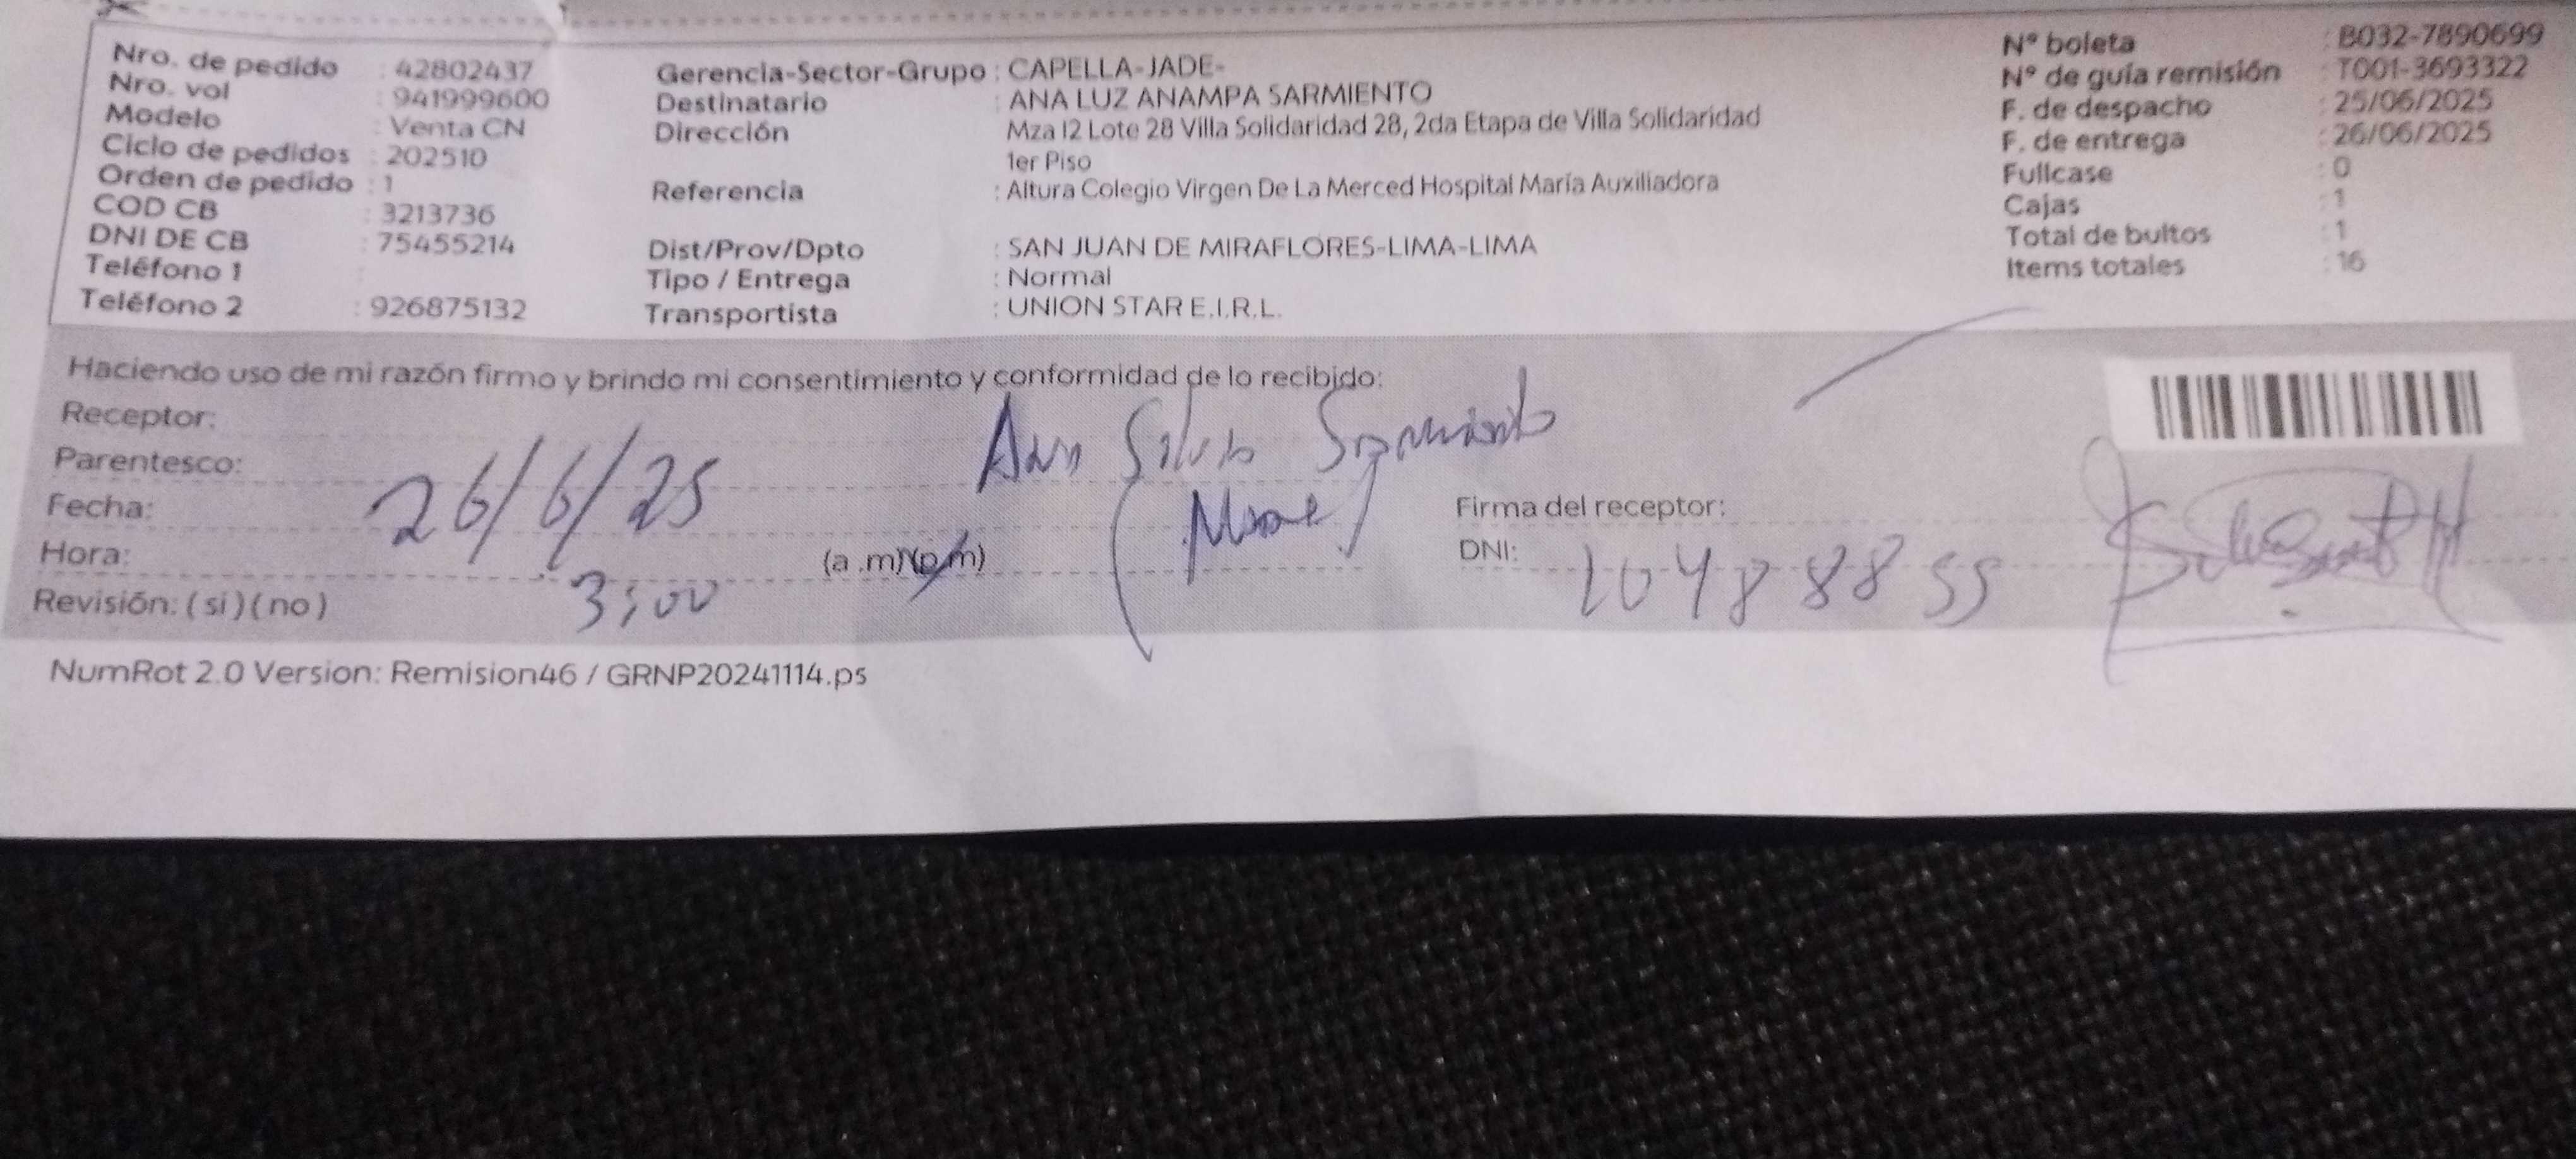 Nro. de pedido : 42802437
Nro. vol : 941999600
Modelo : Venta CN
Ciclo de pedidos : 202510
Orden de pedido : 1
COD CB : 3213736
DNI DE CB : 75455214
Teléfono 1 :
Teléfono 2 : 926875132
Gerencia-Sector-Grupo : CAPELLA-JADE-
Destinatario : ANA LUZ ANAMPA SARMIENTO
Dirección : Mza I2 Lote 28 Villa Solidaridad 28, 2da Etapa de Villa Solidaridad
1er Piso
Referencia : Altura Colegio Virgen De La Merced Hospital María Auxiliadora
Dist/Prov/Dpto : SAN JUAN DE MIRAFLORES-LIMA-LIMA
Tipo / Entrega : Normal
Transportista : UNION STAR E.I.R.L.
Nº boleta : B032-7890699
Nº de guía remisión : T001-3693322
F. de despacho : 25/06/2025
F. de entrega : 26/06/2025
Fullcase : 0
Cajas : 1
Total de bultos : 1
Items totales : 16
Haciendo uso de mi razón firmo y brindo mi consentimiento y conformidad de lo recibido:
Receptor:
Sarmiento
Parentesco:
Fecha: 26/6/25
Firma del receptor:
Hora: 3:00 (a .m)(p.m)
DNI: 10488855
Revisión: ( si ) ( no )
NumRot 2.0 Version: Remision46 / GRNP20241114.ps